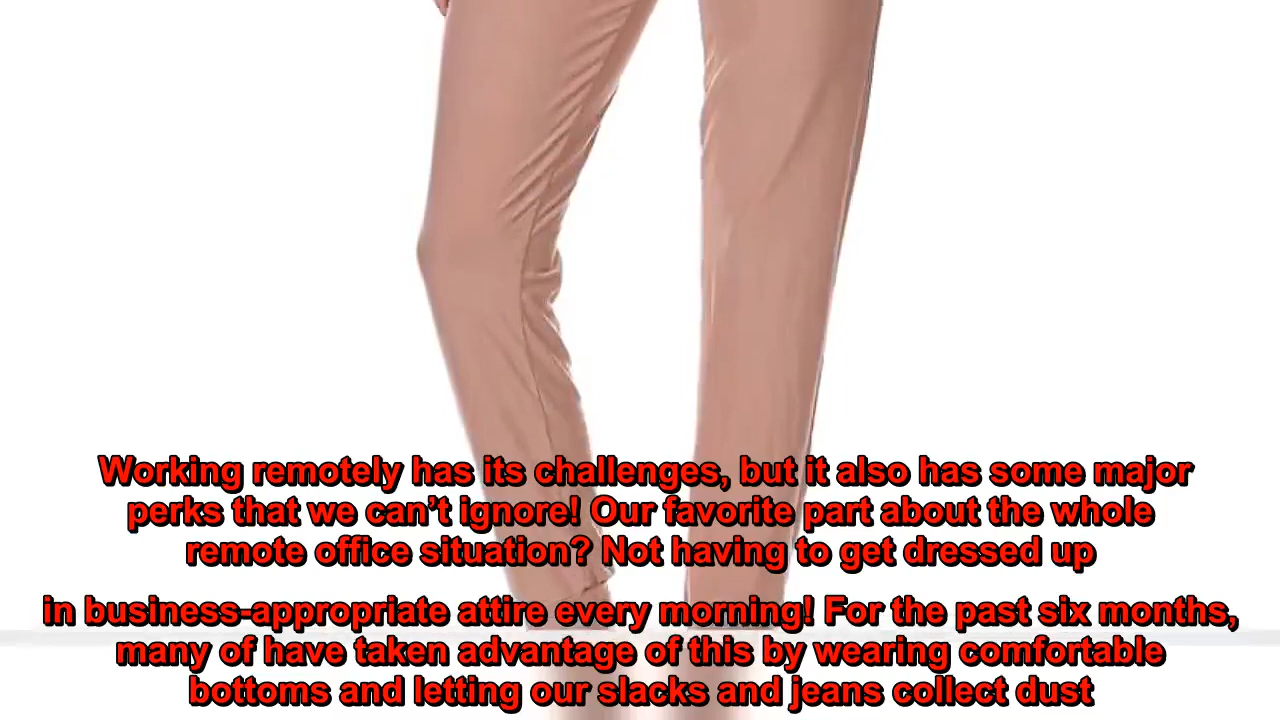 Working remotely has its challenges, but it also has some major
perks that we can’t ignore! Our favorite part about the whole
remote office situation? Not having to get dressed up
in business-appropriate attire every morning! For the past six months,
many of have taken advantage of this by wearing comfortable
bottoms and letting our slacks and jeans collect dust